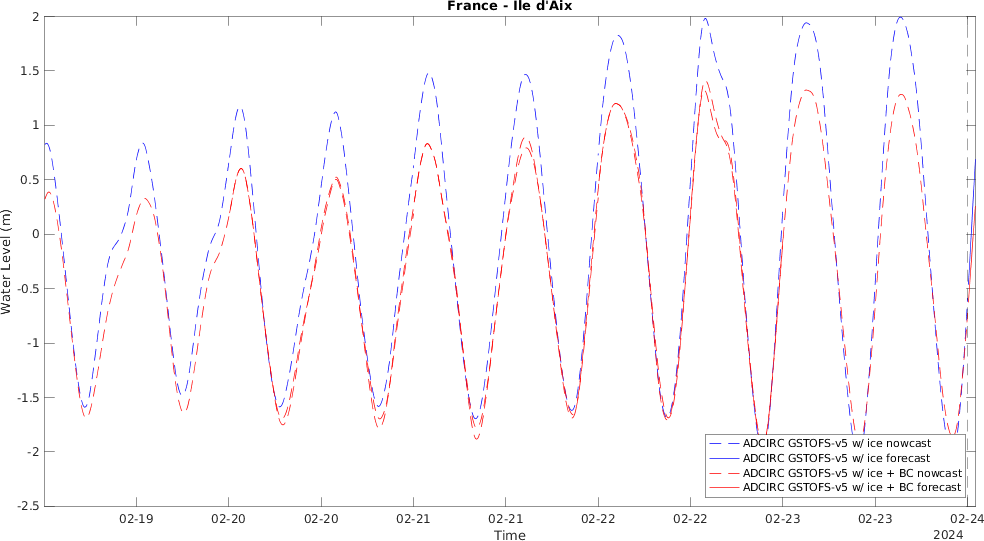 France - Ile d'Aix
2
1.5
1
0.5
0
-0.5
-1
-1.5
-2
-2.5
Water Level (m)
ADCIRC GSTOFS-v5 w/ ice nowcast
ADCIRC GSTOFS-v5 w/ ice forecast
ADCIRC GSTOFS-v5 w/ ice + BC nowcast
ADCIRC GSTOFS-v5 w/ ice + BC forecast
02-19 02-20 02-20 02-21 02-21 02-22 02-22 02-23 02-23 02-24
Time
2024